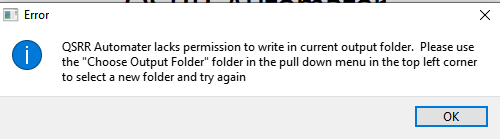 Error
QSRR Automater lacks permission to write in current output folder.  Please use
the "Choose Output Folder" folder in the pull down menu in the top left corner
to select a new folder and try again
OK